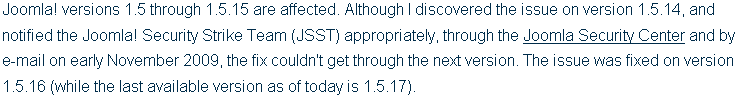 Joomla! versions 1.5 through 1.5.15 are affected. Although I discovered the issue on version 1.5.14, and
notified the Joomla! Security Strike Team (JSST) appropriately, through the Joomla Security Center and by
e-mail on early November 2009, the fix couldn't get through the next version. The issue was fixed on version
1.5.16 (while the last available version as of today is 1.5.17).